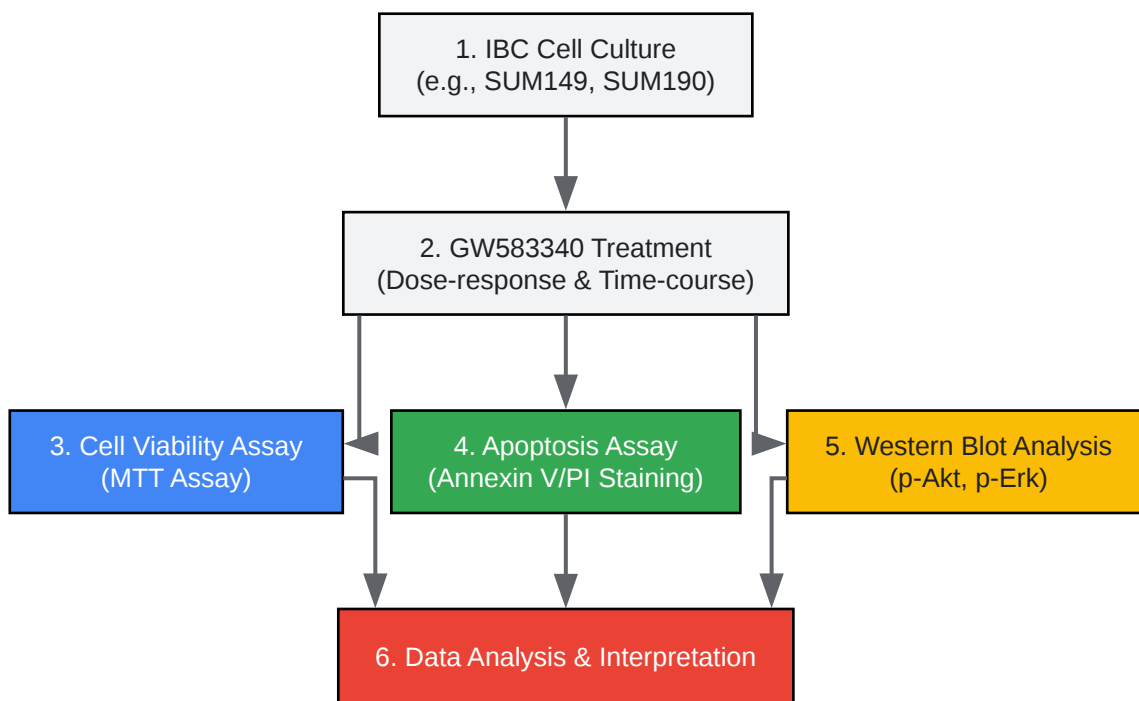 1. IBC Cell Culture
(e.g., SUM149, SUM190)
2. GW583340 Treatment
(Dose-response & Time-course)
3. Cell Viability Assay
(MTT Assay)
4. Apoptosis Assay
(Annexin V/PI Staining)
5. Western Blot Analysis
(p-Akt, p-Erk)
6. Data Analysis & Interpretation